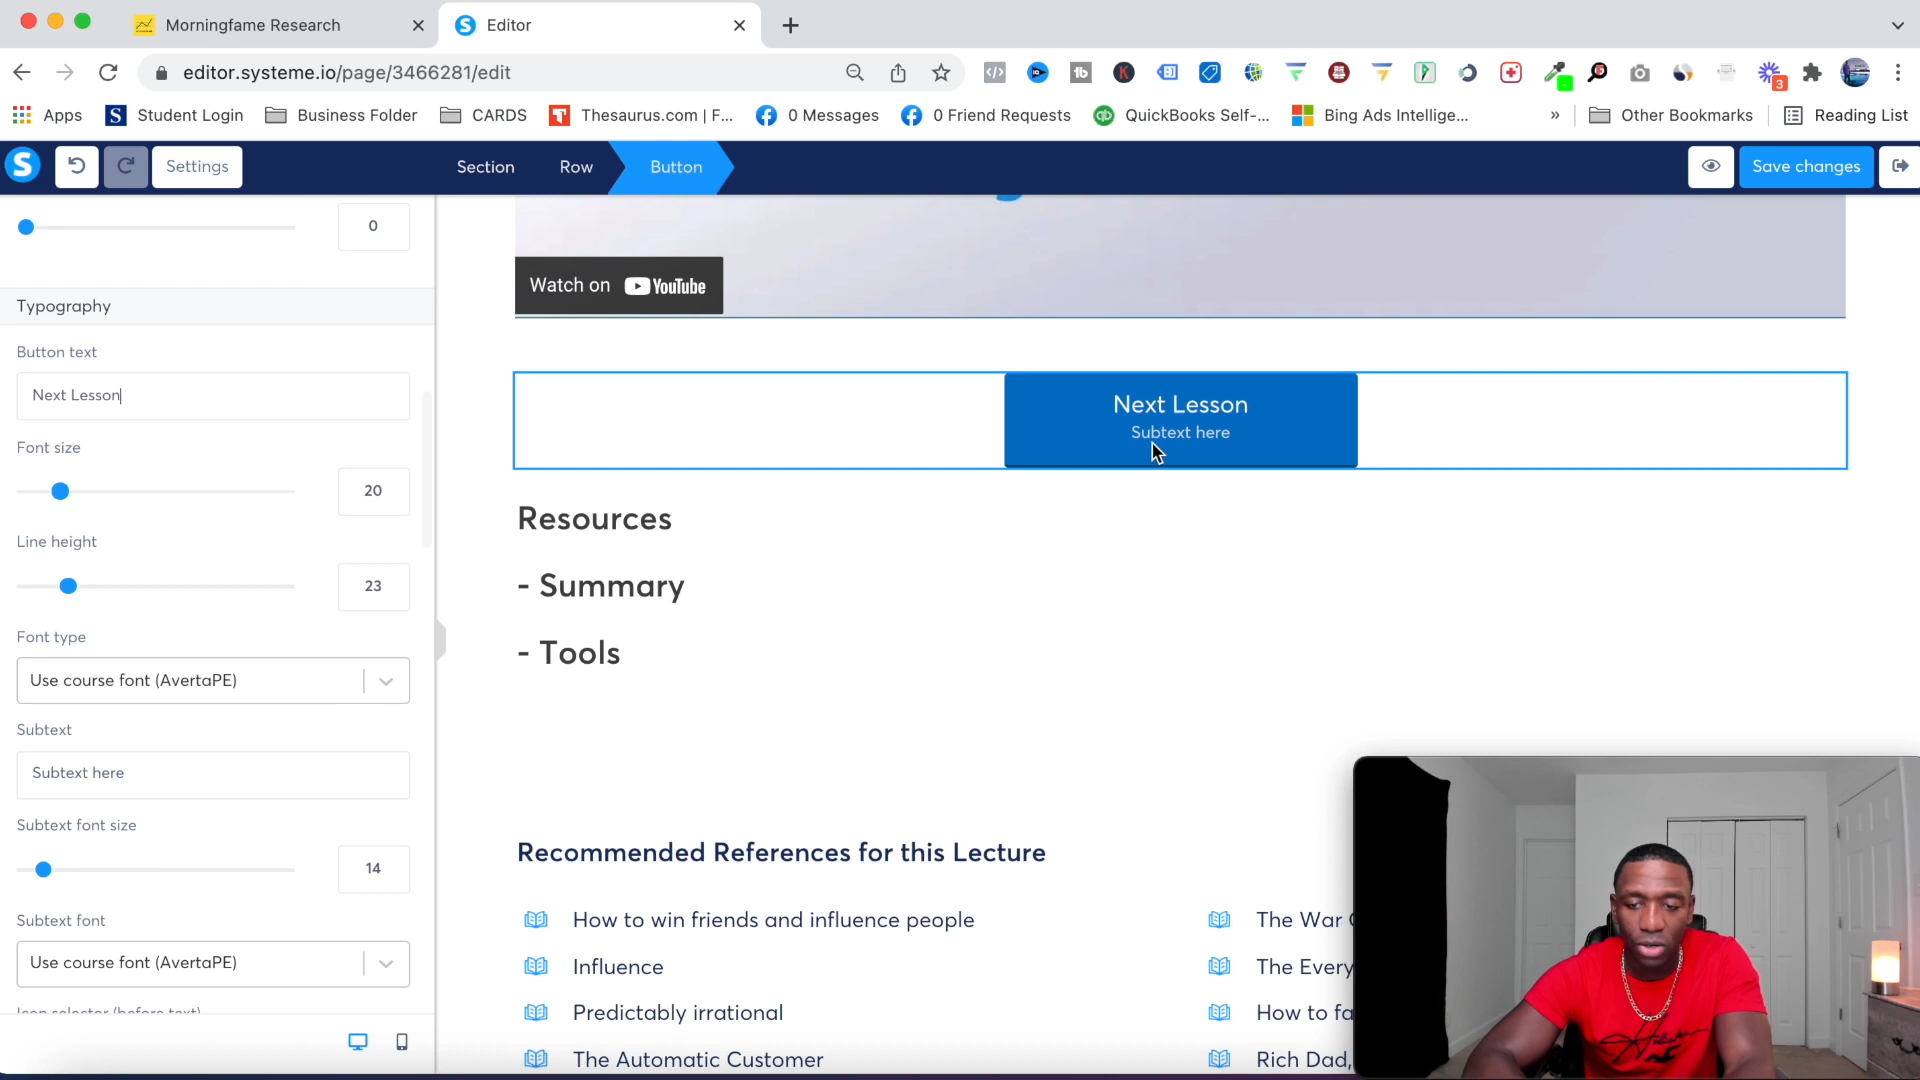 Morningfame Research
Editor
editor.systeme.io/page/3466281/edit
Apps
Student Login
Business Folder
CARDS
Thesaurus.com | F...
0 Messages
0 Friend Requests
QuickBooks Self-...
Bing Ads Intellige...
»
Other Bookmarks
Reading List
S
Settings
Section
Row
Button
Save changes
0
Typography
Button text
Next Lesson
Font size
20
Line height
23
Font type
Use course font (AvertaPE)
Subtext
Subtext here
Subtext font size
14
Subtext font
Use course font (AvertaPE)
Icon selector (before text)
Watch on YouTube
Next Lesson
Subtext here
Resources
- Summary
- Tools
Recommended References for this Lecture
How to win friends and influence people
Influence
Predictably irrational
The Automatic Customer
The War
The Every
How to fa
Rich Dad,